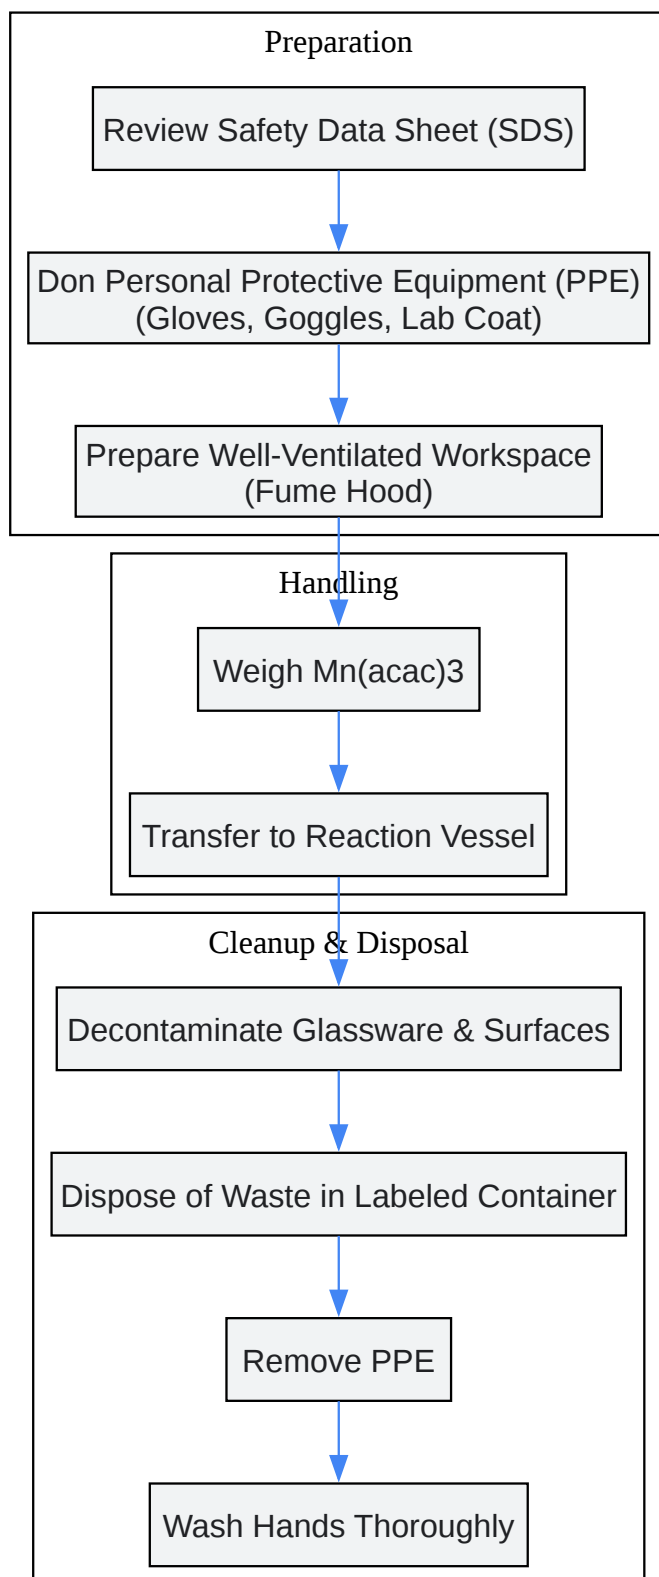 Preparation
Review Safety Data Sheet (SDS)
Don Personal Protective Equipment (PPE)
(Gloves, Goggles, Lab Coat)
Prepare Well-Ventilated Workspace
(Fume Hood)
Handling
Weigh Mn(acac)3
Transfer to Reaction Vessel
Cleanup & Disposal
Decontaminate Glassware & Surfaces
Dispose of Waste in Labeled Container
Remove PPE
Wash Hands Thoroughly